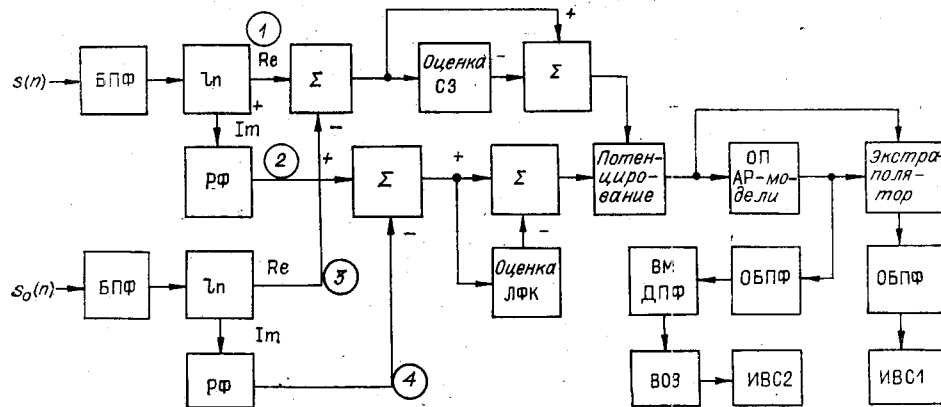 s(n)
БПФ
ln
Re
1
+
Im
РФ
2
Σ
−
Оценка
СЗ
−
+
Σ
+
Σ
−
+
Σ
−
Оценка
ЛФК
Потен-
цирo-
вание
ОП
АР-мо-
дели
Экстра-
поля-
тор
s₀(n)
БПФ
ln
Re
3
Im
РФ
4
ВМ
ДПФ
ОБПФ
ОБПФ
ВОЗ
ИВС2
ИВС1